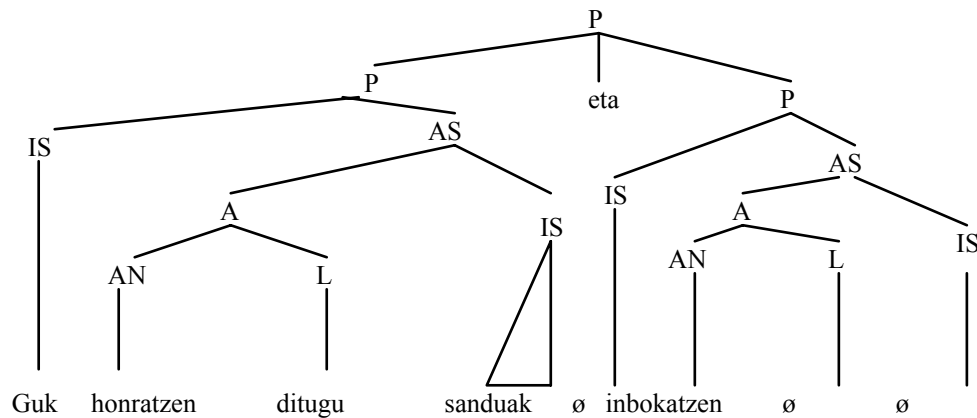 P
P eta P
IS AS AS
IS
A IS A IS
AN L AN L
Guk honratzen ditugu sanduak ø inbokatzen ø ø